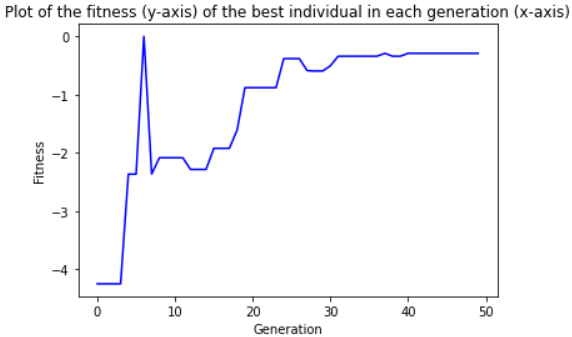 Plot of the fitness (y-axis) of the best individual in each generation (x-axis)
0
−1
−2
−3
−4
Fitness
0 10 20 30 40 50
Generation